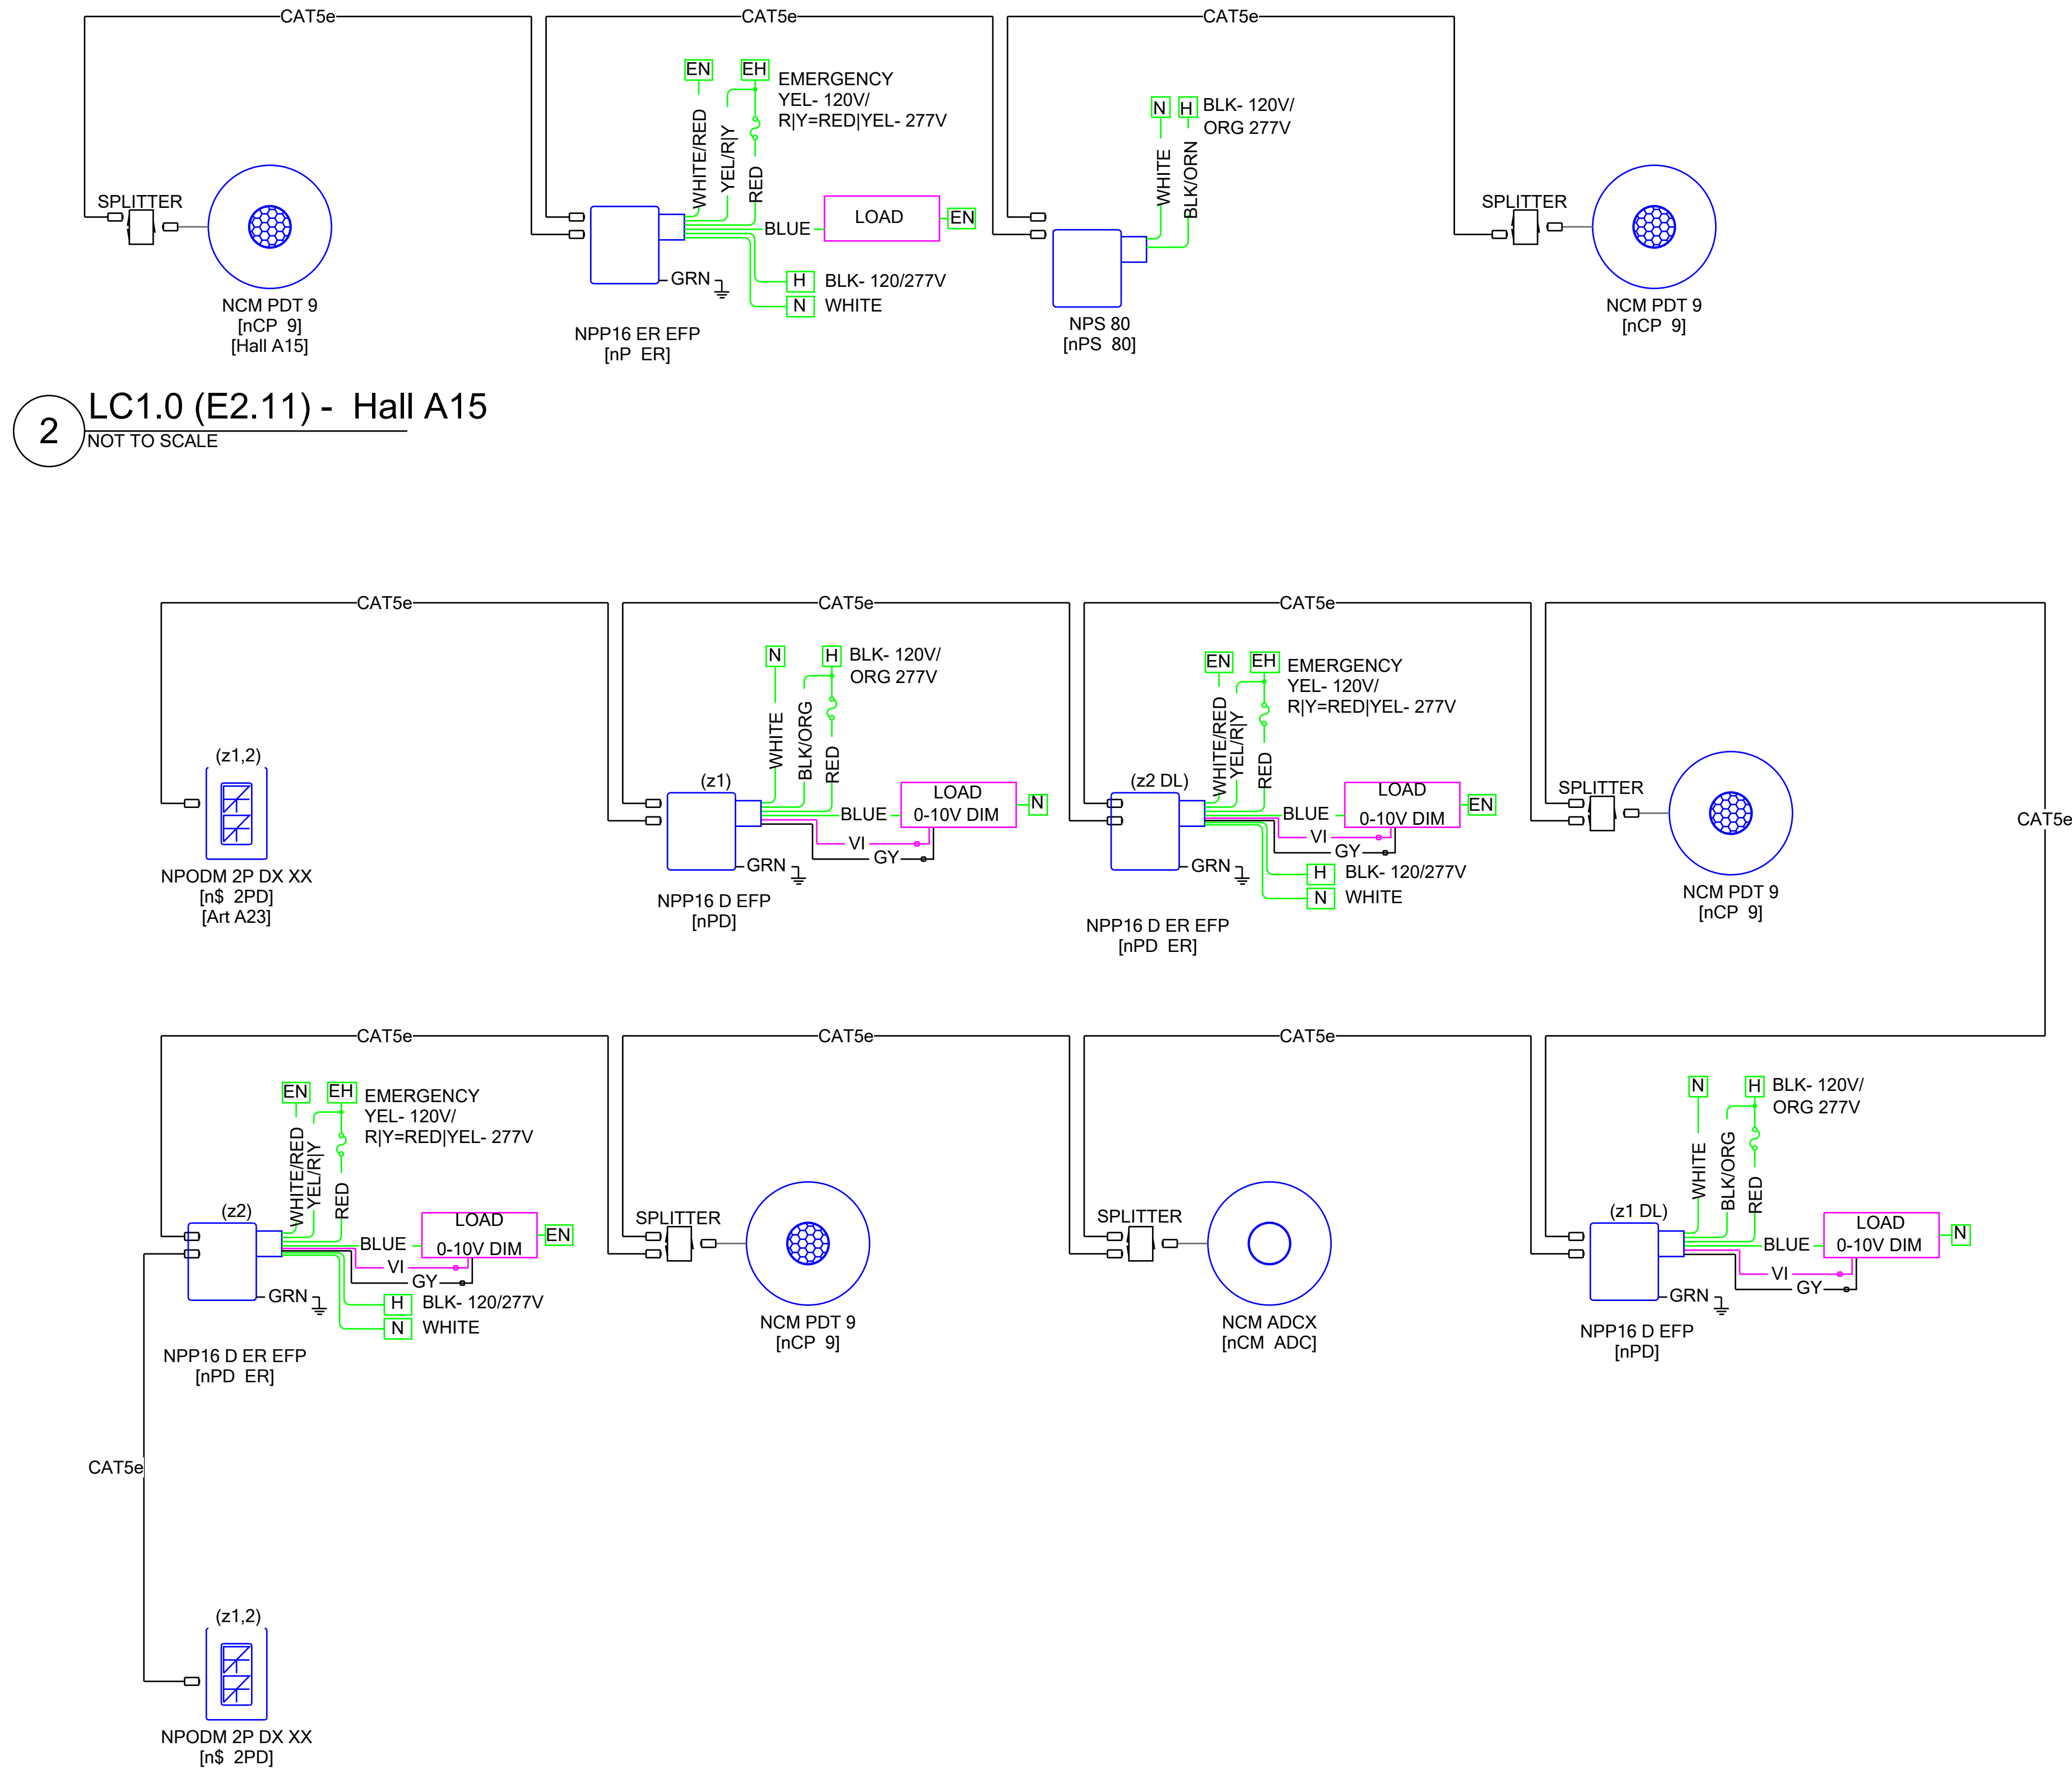 CAT5e
CAT5e
CAT5e
SPLITTER
NCM PDT 9
[nCP  9]
[Hall A15]
EN
EH
EMERGENCY
YEL- 120V/
R|Y=RED|YEL- 277V
WHITE/RED
YEL/R|Y
RED
BLUE
LOAD
EN
GRN
H
BLK- 120/277V
N
WHITE
NPP16 ER EFP
[nP  ER]
N
H
BLK- 120V/
ORG 277V
WHITE
BLK/ORN
NPS 80
[nPS  80]
SPLITTER
NCM PDT 9
[nCP  9]
2
LC1.0 (E2.11) -  Hall A15
NOT TO SCALE
CAT5e
CAT5e
CAT5e
CAT5e
(z1,2)
NPODM 2P DX XX
[n$  2PD]
[Art A23]
N
H
BLK- 120V/
ORG 277V
WHITE
BLK/ORG
RED
(z1)
BLUE
LOAD
0-10V DIM
N
VI
GY
GRN
NPP16 D EFP
[nPD]
EN
EH
EMERGENCY
YEL- 120V/
R|Y=RED|YEL- 277V
WHITE/RED
YEL/R|Y
RED
(z2 DL)
BLUE
LOAD
0-10V DIM
EN
VI
GY
GRN
H
BLK- 120/277V
N
WHITE
NPP16 D ER EFP
[nPD  ER]
SPLITTER
NCM PDT 9
[nCP  9]
CAT5e
CAT5e
CAT5e
EN
EH
EMERGENCY
YEL- 120V/
R|Y=RED|YEL- 277V
WHITE/RED
YEL/R|Y
RED
(z2)
BLUE
LOAD
0-10V DIM
EN
VI
GY
GRN
H
BLK- 120/277V
N
WHITE
NPP16 D ER EFP
[nPD  ER]
SPLITTER
NCM PDT 9
[nCP  9]
SPLITTER
NCM ADCX
[nCM  ADC]
N
H
BLK- 120V/
ORG 277V
WHITE
BLK/ORG
RED
(z1 DL)
BLUE
LOAD
0-10V DIM
N
VI
GY
GRN
NPP16 D EFP
[nPD]
CAT5e
(z1,2)
NPODM 2P DX XX
[n$  2PD]